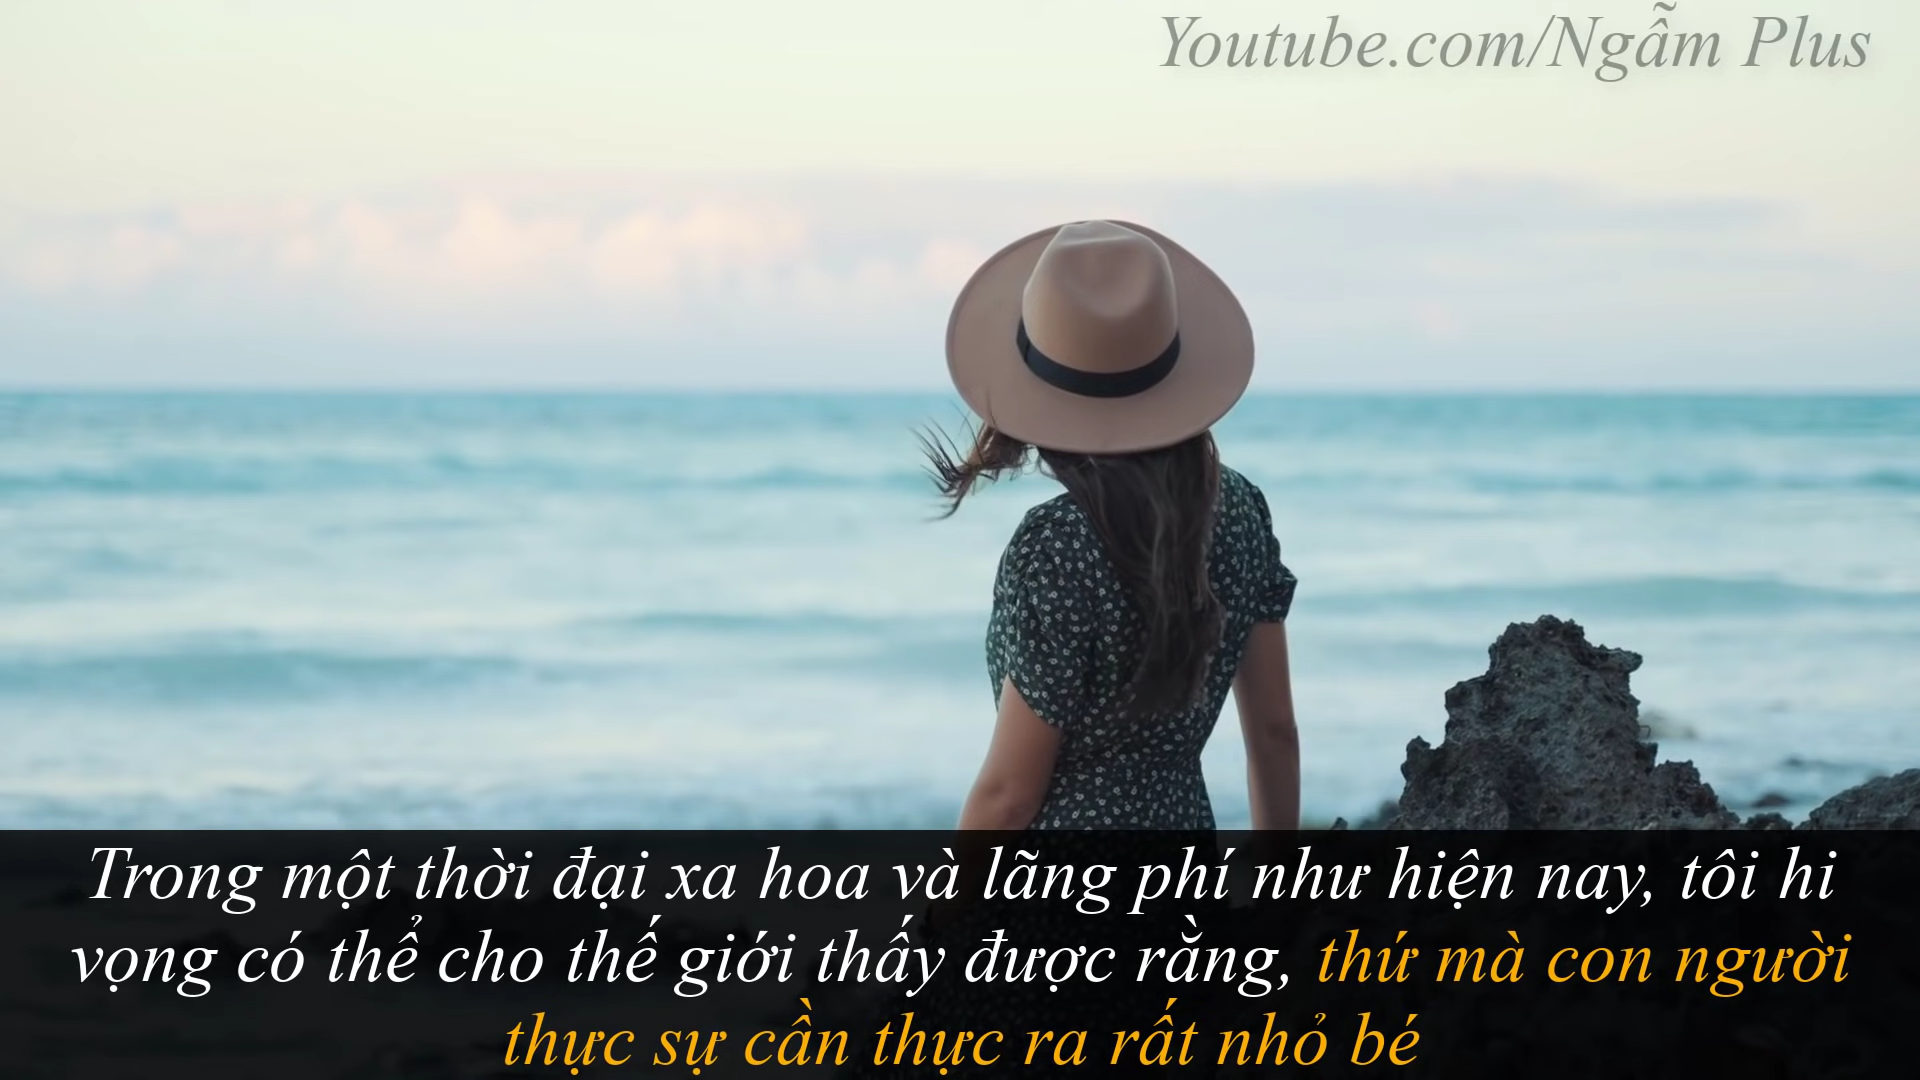 Youtube.com/Ngẫm Plus
Trong một thời đại xa hoa và lãng phí như hiện nay, tôi hi
vọng có thể cho thế giới thấy được rằng, thứ mà con người
thực sự cần thực ra rất nhỏ bé